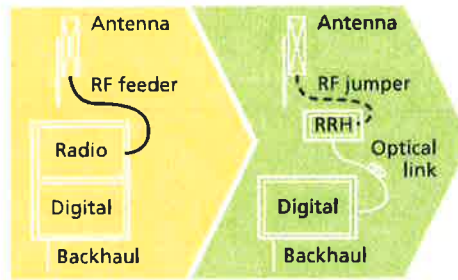 Antenna
RF feeder
Radio
Digital
Backhaul
Antenna
RF jumper
RRH
Optical
link
Digital
Backhaul